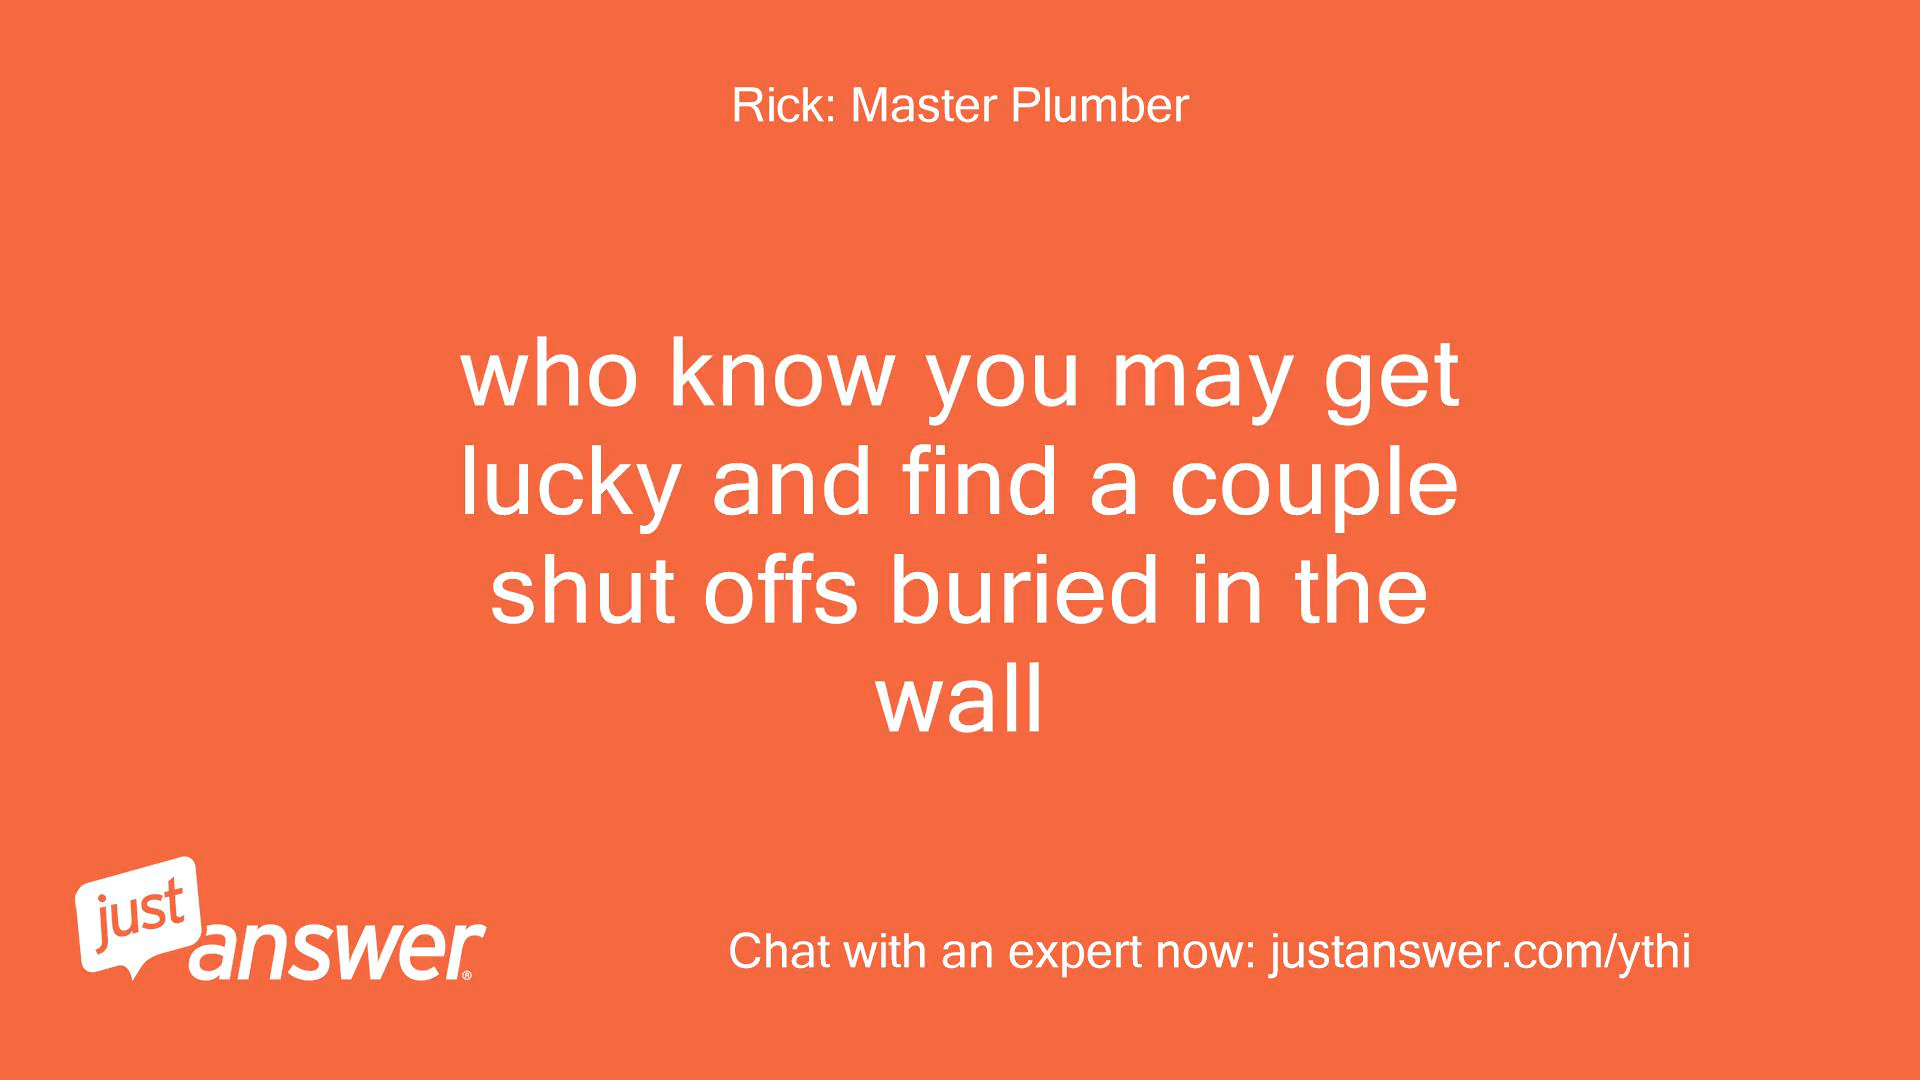 Rick: Master Plumber
who know you may get
lucky and find a couple
shut offs buried in the
wall
just
answer®
Chat with an expert now: justanswer.com/ythi